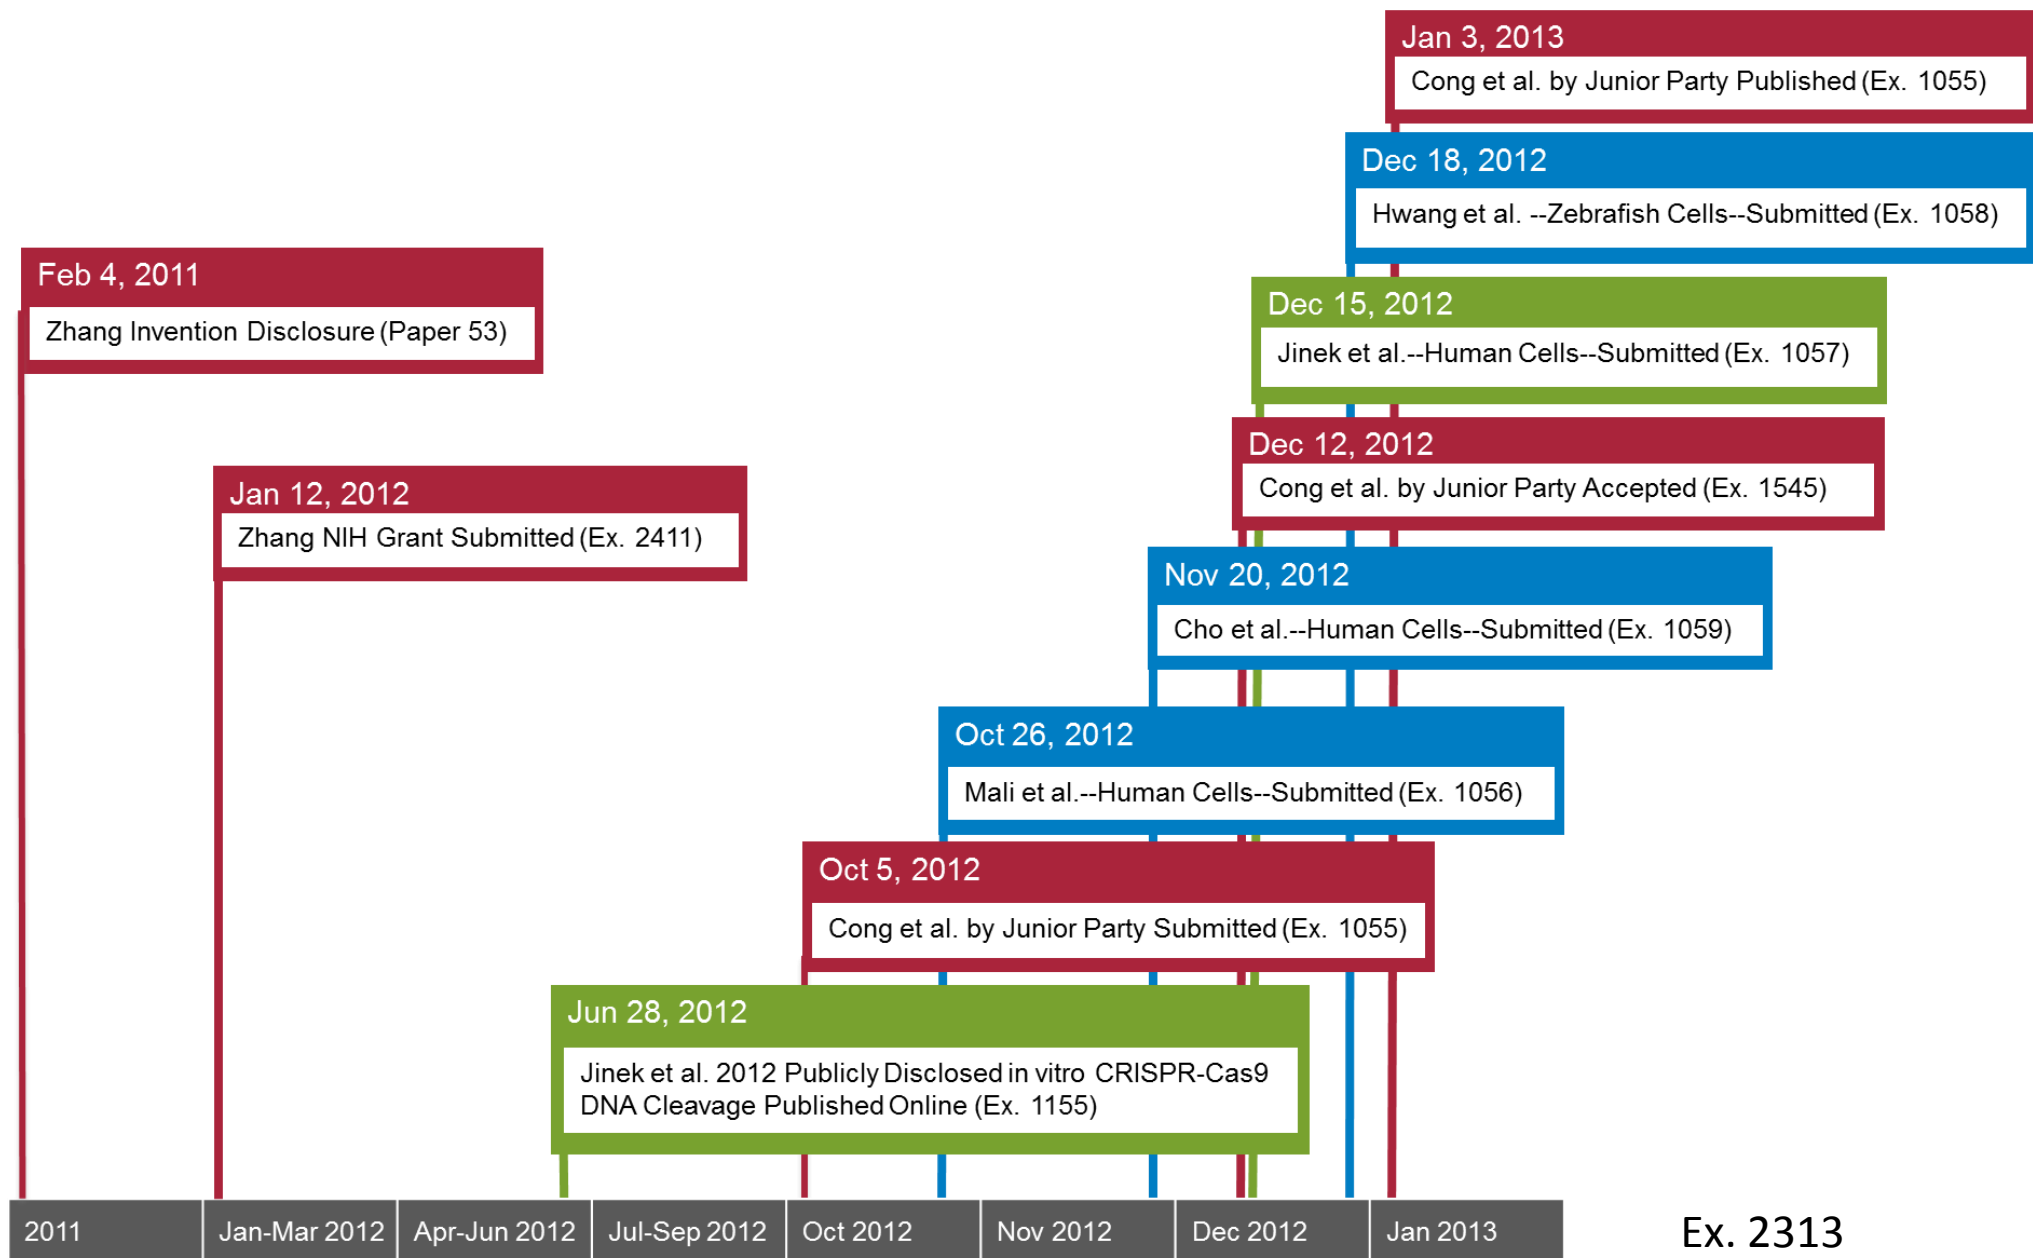 Jan 3, 2013
Cong et al. by Junior Party Published (Ex. 1055)
Dec 18, 2012
Hwang et al. --Zebrafish Cells--Submitted (Ex. 1058)
Feb 4, 2011
Zhang Invention Disclosure (Paper 53)
Dec 15, 2012
Jinek et al.--Human Cells--Submitted (Ex. 1057)
Dec 12, 2012
Cong et al. by Junior Party Accepted (Ex. 1545)
Jan 12, 2012
Zhang NIH Grant Submitted (Ex. 2411)
Nov 20, 2012
Cho et al.--Human Cells--Submitted (Ex. 1059)
Oct 26, 2012
Mali et al.--Human Cells--Submitted (Ex. 1056)
Oct 5, 2012
Cong et al. by Junior Party Submitted (Ex. 1055)
Jun 28, 2012
Jinek et al. 2012 Publicly Disclosed in vitro CRISPR-Cas9
DNA Cleavage Published Online (Ex. 1155)
2011
Jan-Mar 2012
Apr-Jun 2012
Jul-Sep 2012
Oct 2012
Nov 2012
Dec 2012
Jan 2013
Ex. 2313